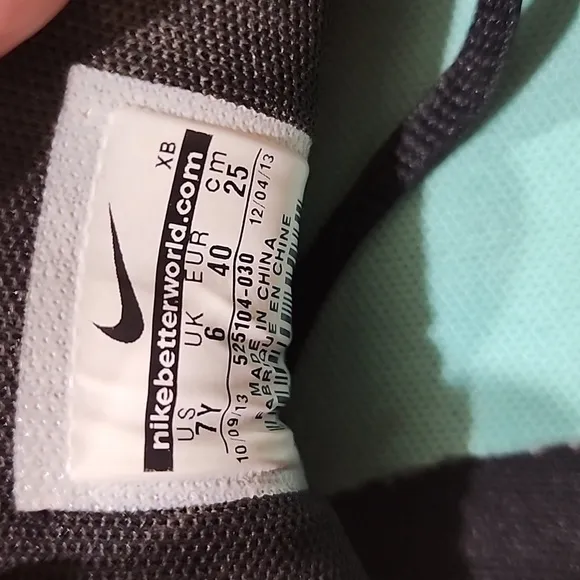 XB
nikebetterworld.com
US UK EUR cm
7Y 6 40 25
10/09/13 525104-030 12/04/13
MADE IN CHINA
FABRIQUE EN CHINE